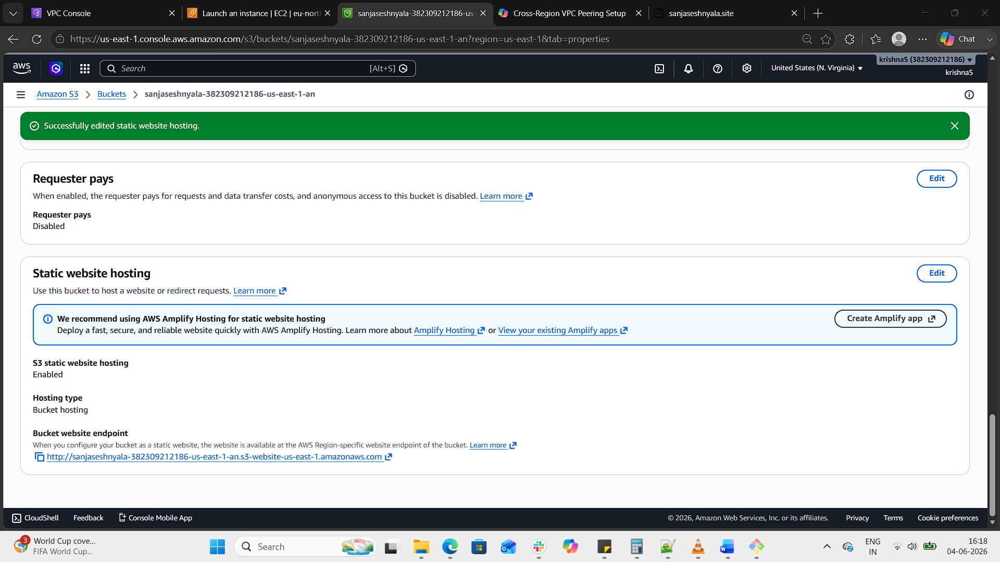 VPC Console
Launch an instance | EC2 | eu-nort
sanjaseshnyala-382309212186-us-
Cross-Region VPC Peering Setup
sanjaseshnyala.site
https://us-east-1.console.aws.amazon.com/s3/buckets/sanjaseshnyala-382309212186-us-east-1-an?region=us-east-1&tab=properties
Chat
aws
Search
[Alt+S]
United States (N. Virginia)
krishnaS (382309212186)
krishnaS
Amazon S3
Buckets
sanjaseshnyala-382309212186-us-east-1-an
Successfully edited static website hosting.
Requester pays
Edit
When enabled, the requester pays for requests and data transfer costs, and anonymous access to this bucket is disabled. Learn more
Requester pays
Disabled
Static website hosting
Edit
Use this bucket to host a website or redirect requests. Learn more
We recommend using AWS Amplify Hosting for static website hosting
Deploy a fast, secure, and reliable website quickly with AWS Amplify Hosting. Learn more about Amplify Hosting or View your existing Amplify apps
Create Amplify app
S3 static website hosting
Enabled
Hosting type
Bucket hosting
Bucket website endpoint
When you configure your bucket as a static website, the website is available at the AWS Region-specific website endpoint of the bucket. Learn more
http://sanjaseshnyala-382309212186-us-east-1-an.s3-website-us-east-1.amazonaws.com
CloudShell
Feedback
Console Mobile App
© 2026, Amazon Web Services, Inc. or its affiliates.
Privacy
Terms
Cookie preferences
3
World Cup cove...
FIFA World Cup...
Search
ENG
IN
16:18
04-06-2026